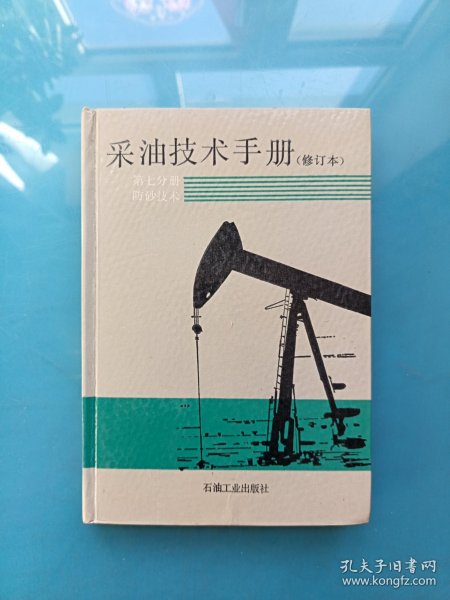 采油技术手册(修订本)
第七分册
防砂技术
石油工业出版社
孔夫子旧书网
www.kongfz.com